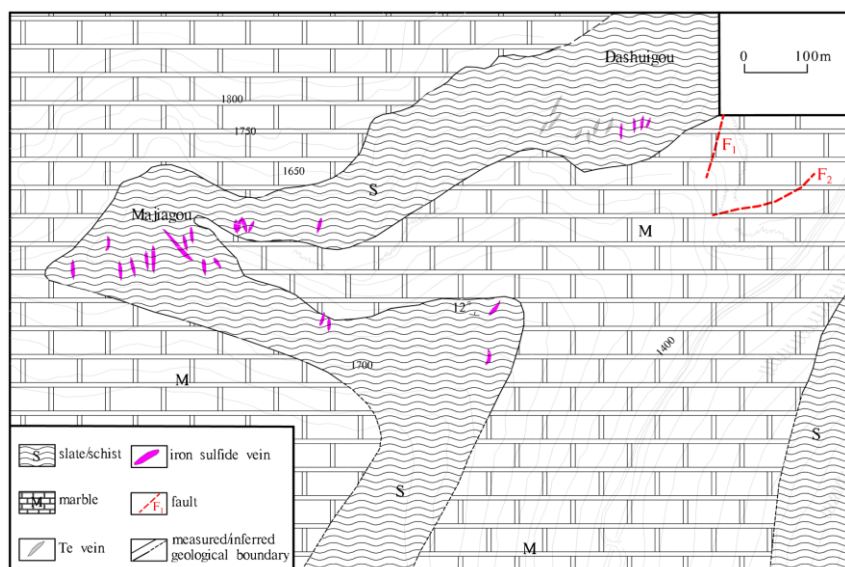 Dashuigou
0 100m
1800
1750
F1
1650
F2
S
Majiagou
M
12°
1400
1700
M
S
S
M
S slate/schist
iron sulfide vein
M marble
F1 fault
Te vein
measured/inferred
geological boundary